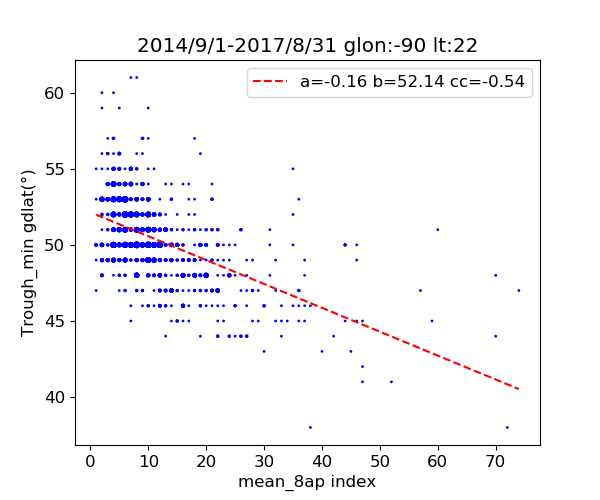 2014/9/1-2017/8/31 glon:-90 lt:22
a=-0.16 b=52.14 cc=-0.54
Trough_min gdlat(°)
60
55
50
45
40
0 10 20 30 40 50 60 70
mean_8ap index